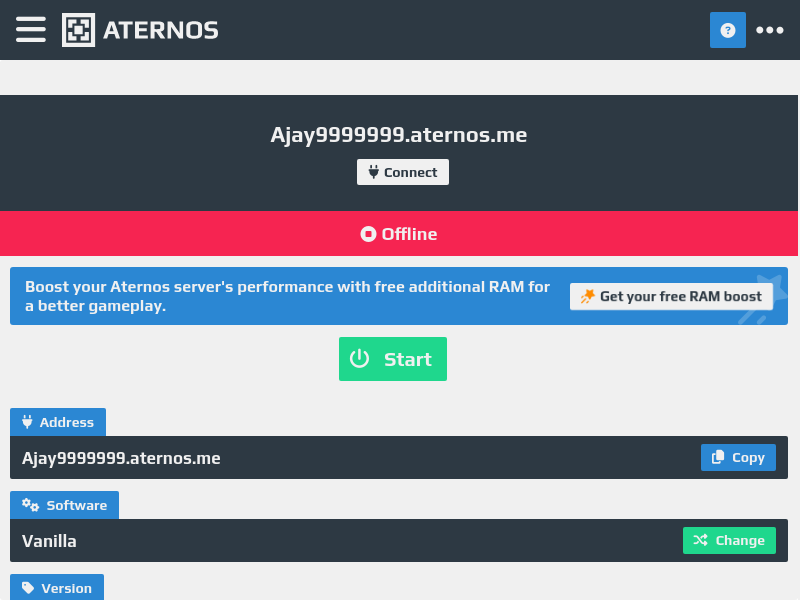 ATERNOS
?
Ajay9999999.aternos.me
Connect
Offline
Boost your Aternos server's performance with free additional RAM for
a better gameplay.
Get your free RAM boost
Start
Address
Ajay9999999.aternos.me
Copy
Software
Vanilla
Change
Version